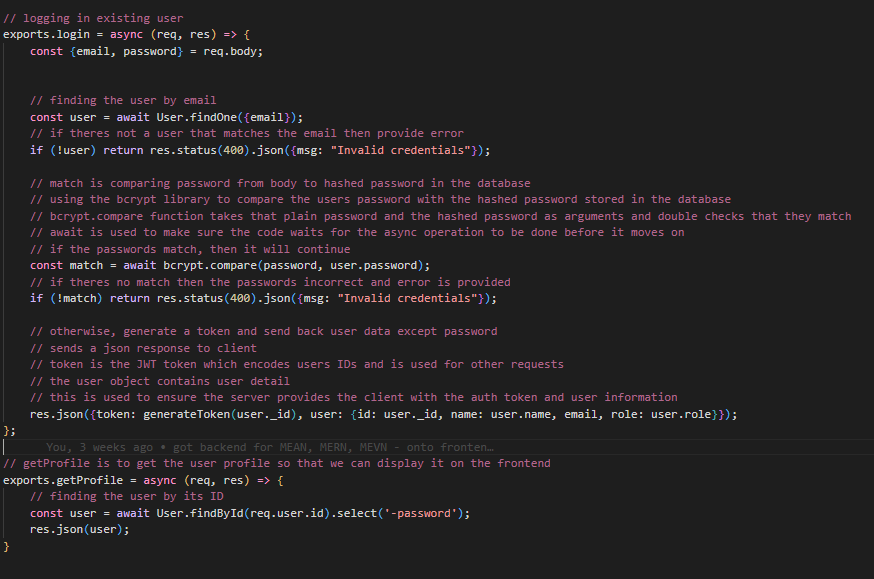 // logging in existing user
exports.login = async (req, res) => {
    const {email, password} = req.body;
    // finding the user by email
    const user = await User.findOne({email});
    // if theres not a user that matches the email then provide error
    if (!user) return res.status(400).json({msg: "Invalid credentials"});
    // match is comparing password from body to hashed password in the database
    // using the bcrypt library to compare the users password with the hashed password stored in the database
    // bcrypt.compare function takes that plain password and the hashed password as arguments and double checks that they match
    // await is used to make sure the code waits for the async operation to be done before it moves on
    // if the passwords match, then it will continue
    const match = await bcrypt.compare(password, user.password);
    // if theres no match then the passwords incorrect and error is provided
    if (!match) return res.status(400).json({msg: "Invalid credentials"});
    // otherwise, generate a token and send back user data except password
    // sends a json response to client
    // token is the JWT token which encodes users IDs and is used for other requests
    // the user object contains user detail
    // this is used to ensure the server provides the client with the auth token and user information
    res.json({token: generateToken(user._id), user: {id: user._id, name: user.name, email, role: user.role}});
};
You, 3 weeks ago • got backend for MEAN, MERN, MEVN - onto fronten…
// getProfile is to get the user profile so that we can display it on the frontend
exports.getProfile = async (req, res) => {
    // finding the user by its ID
    const user = await User.findById(req.user.id).select('-password');
    res.json(user);
}